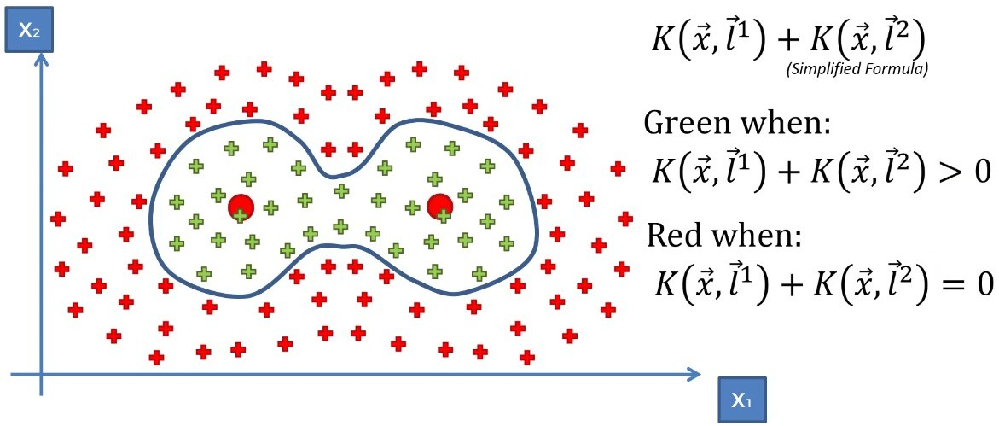 X₂
K(x⃗, l⃗¹) + K(x⃗, l⃗²)
(Simplified Formula)
Green when:
K(x⃗, l⃗¹) + K(x⃗, l⃗²) > 0
Red when:
K(x⃗, l⃗¹) + K(x⃗, l⃗²) = 0
X₁